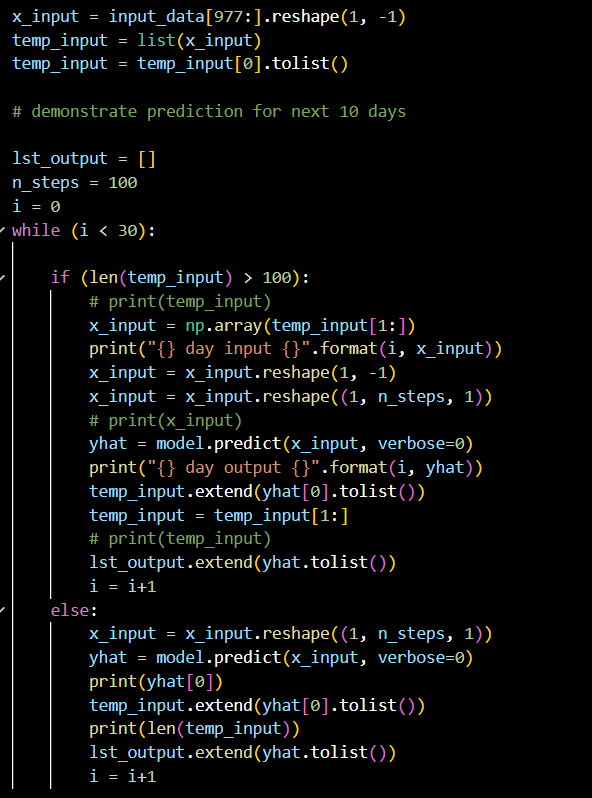 x_input = input_data[977:].reshape(1, -1)
temp_input = list(x_input)
temp_input = temp_input[0].tolist()

# demonstrate prediction for next 10 days

lst_output = []
n_steps = 100
i = 0
while (i < 30):

    if (len(temp_input) > 100):
        # print(temp_input)
        x_input = np.array(temp_input[1:])
        print("{} day input {}".format(i, x_input))
        x_input = x_input.reshape(1, -1)
        x_input = x_input.reshape((1, n_steps, 1))
        # print(x_input)
        yhat = model.predict(x_input, verbose=0)
        print("{} day output {}".format(i, yhat))
        temp_input.extend(yhat[0].tolist())
        temp_input = temp_input[1:]
        # print(temp_input)
        lst_output.extend(yhat.tolist())
        i = i+1
    else:
        x_input = x_input.reshape((1, n_steps, 1))
        yhat = model.predict(x_input, verbose=0)
        print(yhat[0])
        temp_input.extend(yhat[0].tolist())
        print(len(temp_input))
        lst_output.extend(yhat.tolist())
        i = i+1